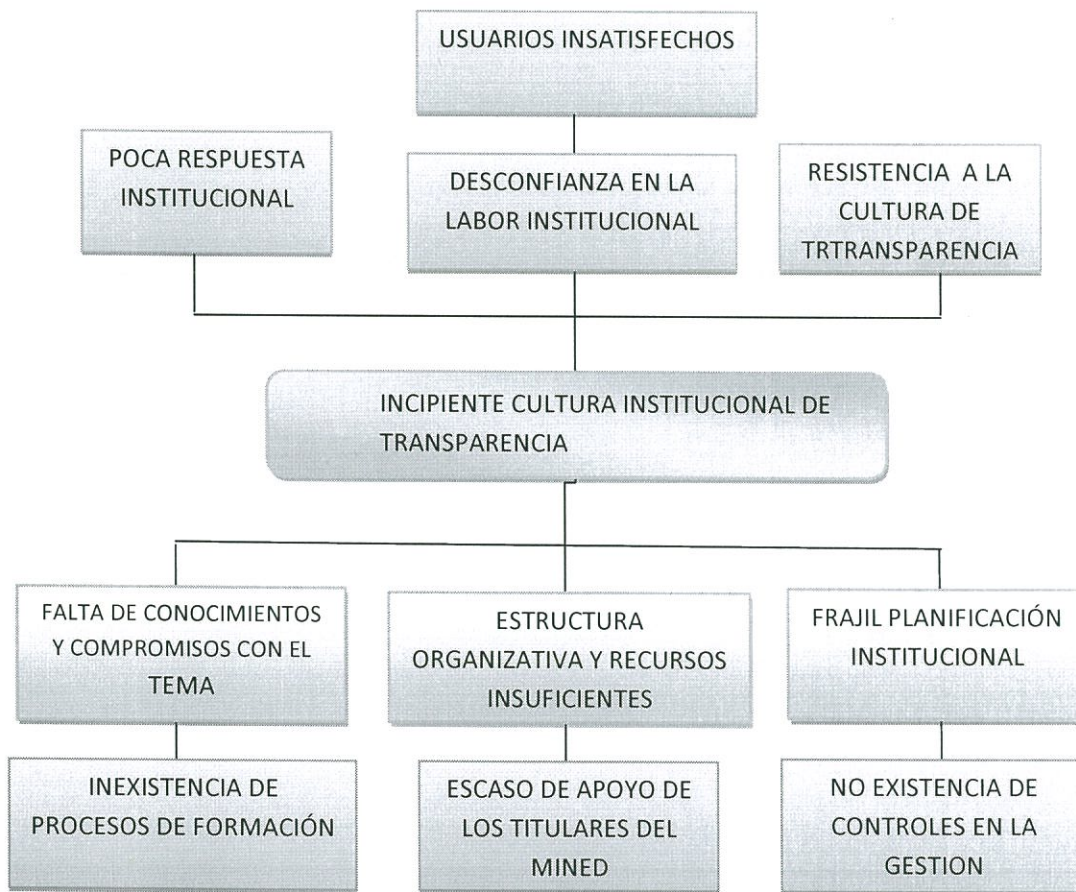 USUARIOS INSATISFECHOS
POCA RESPUESTA
INSTITUCIONAL
DESCONFIANZA EN LA
LABOR INSTITUCIONAL
RESISTENCIA A LA
CULTURA DE
TRTRANSPARENCIA
INCIPIENTE CULTURA INSTITUCIONAL DE
TRANSPARENCIA
FALTA DE CONOCIMIENTOS
Y COMPROMISOS CON EL
TEMA
ESTRUCTURA
ORGANIZATIVA Y RECURSOS
INSUFICIENTES
FRAJIL PLANIFICACIÓN
INSTITUCIONAL
INEXISTENCIA DE
PROCESOS DE FORMACIÓN
ESCASO DE APOYO DE
LOS TITULARES DEL
MINED
NO EXISTENCIA DE
CONTROLES EN LA
GESTION